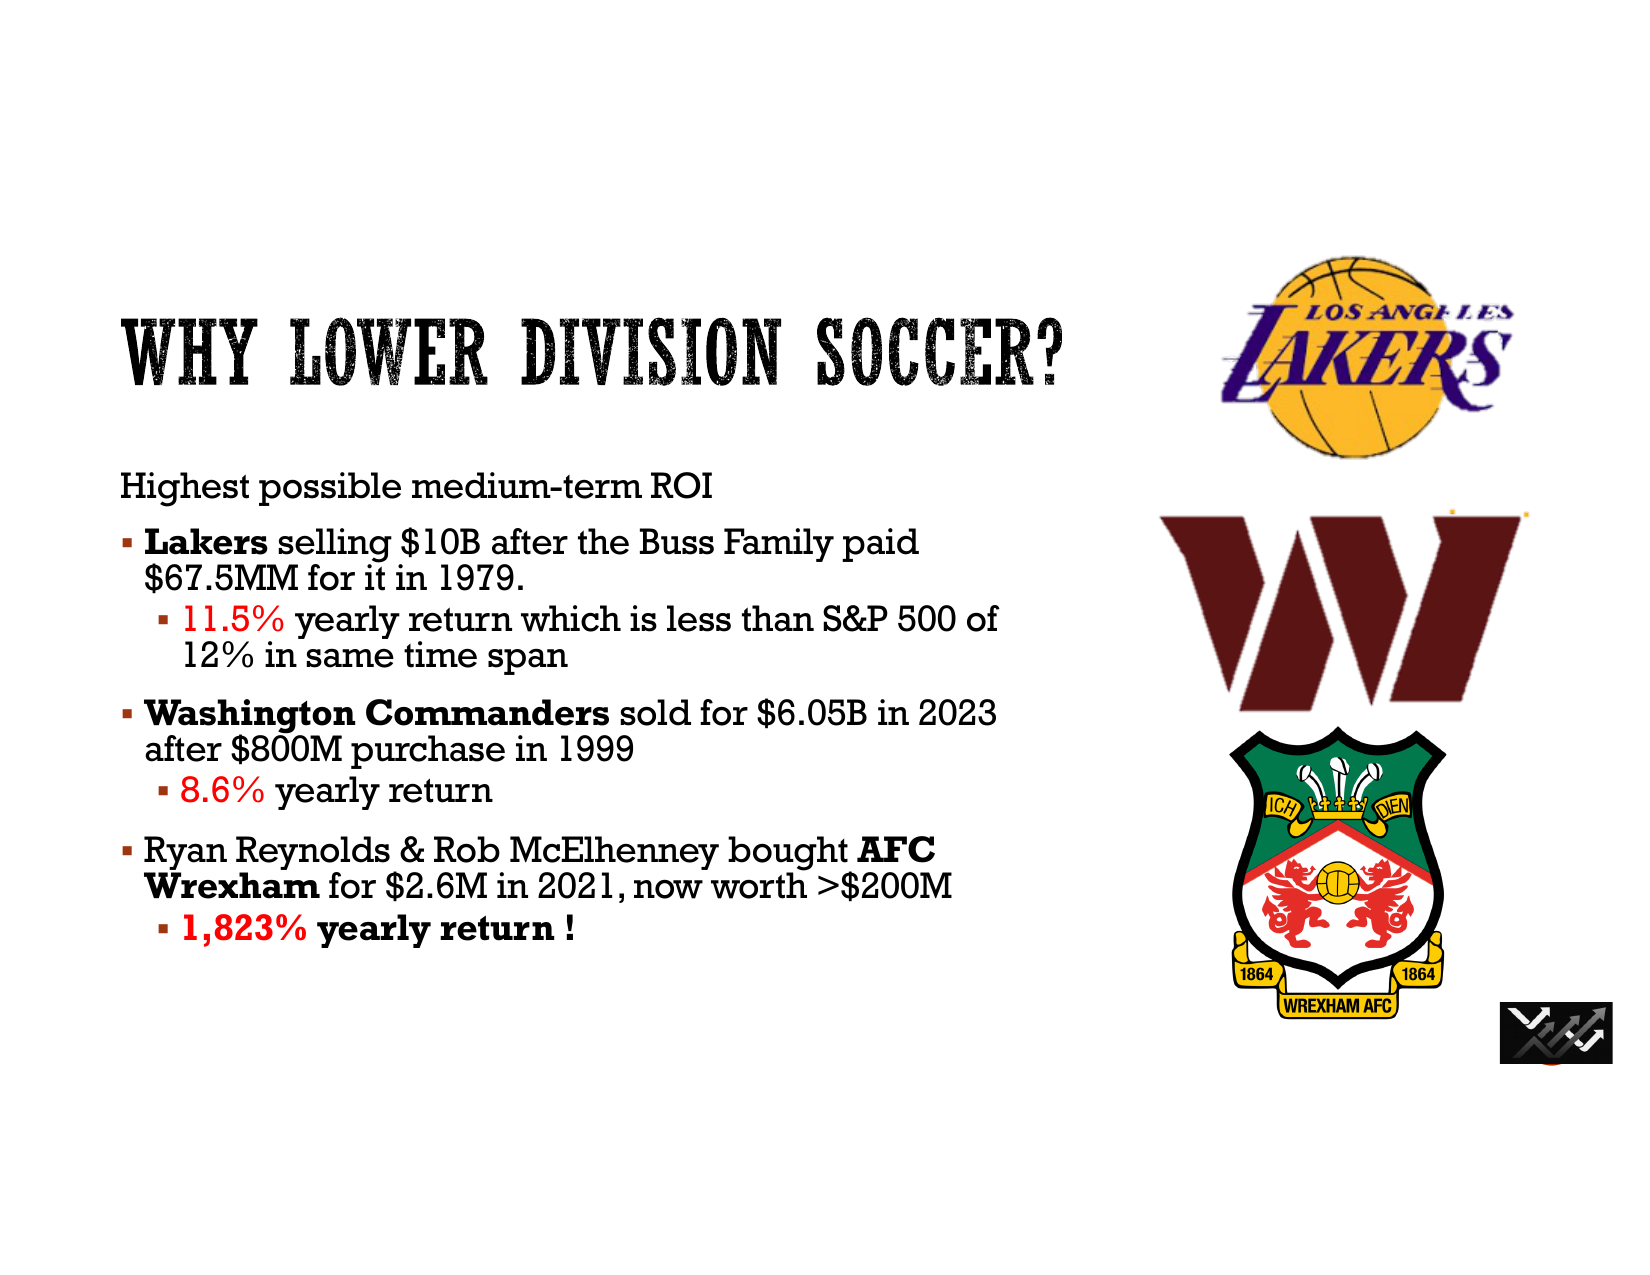 WHY LOWER DIVISION SOCCER?
Highest possible medium-term ROI
▪ Lakers selling $10B after the Buss Family paid
$67.5MM for it in 1979.
▪ 11.5% yearly return which is less than S&P 500 of
12% in same time span
▪ Washington Commanders sold for $6.05B in 2023
after $800M purchase in 1999
▪ 8.6% yearly return
▪ Ryan Reynolds & Rob McElhenney bought AFC
Wrexham for $2.6M in 2021, now worth >$200M
▪ 1,823% yearly return !
LOS ANGELES
LAKERS
W
ICH DIEN
1864 1864
WREXHAM AFC